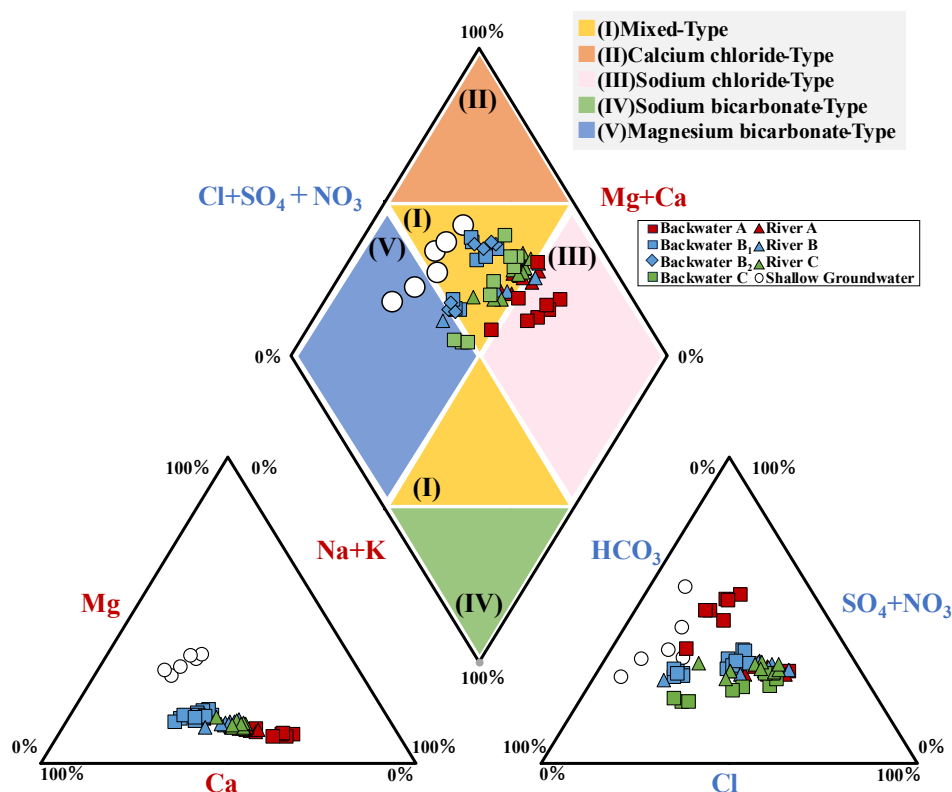 100%
(I)Mixed-Type
(II)Calcium chloride-Type
(III)Sodium chloride-Type
(IV)Sodium bicarbonate-Type
(V)Magnesium bicarbonate-Type
(II)
Cl+SO₄+NO₃
Mg+Ca
(I)
(V)
(III)
Backwater A River A
Backwater B₁ River B
Backwater B₂ River C
Backwater C Shallow Groundwater
0%
0%
(I)
(IV)
100%
100%
0%
0%
100%
Na+K
HCO₃
Mg
SO₄+NO₃
0%
100%
100%
0%
100%
0%
Ca
100%
0%
0%
100%
Cl